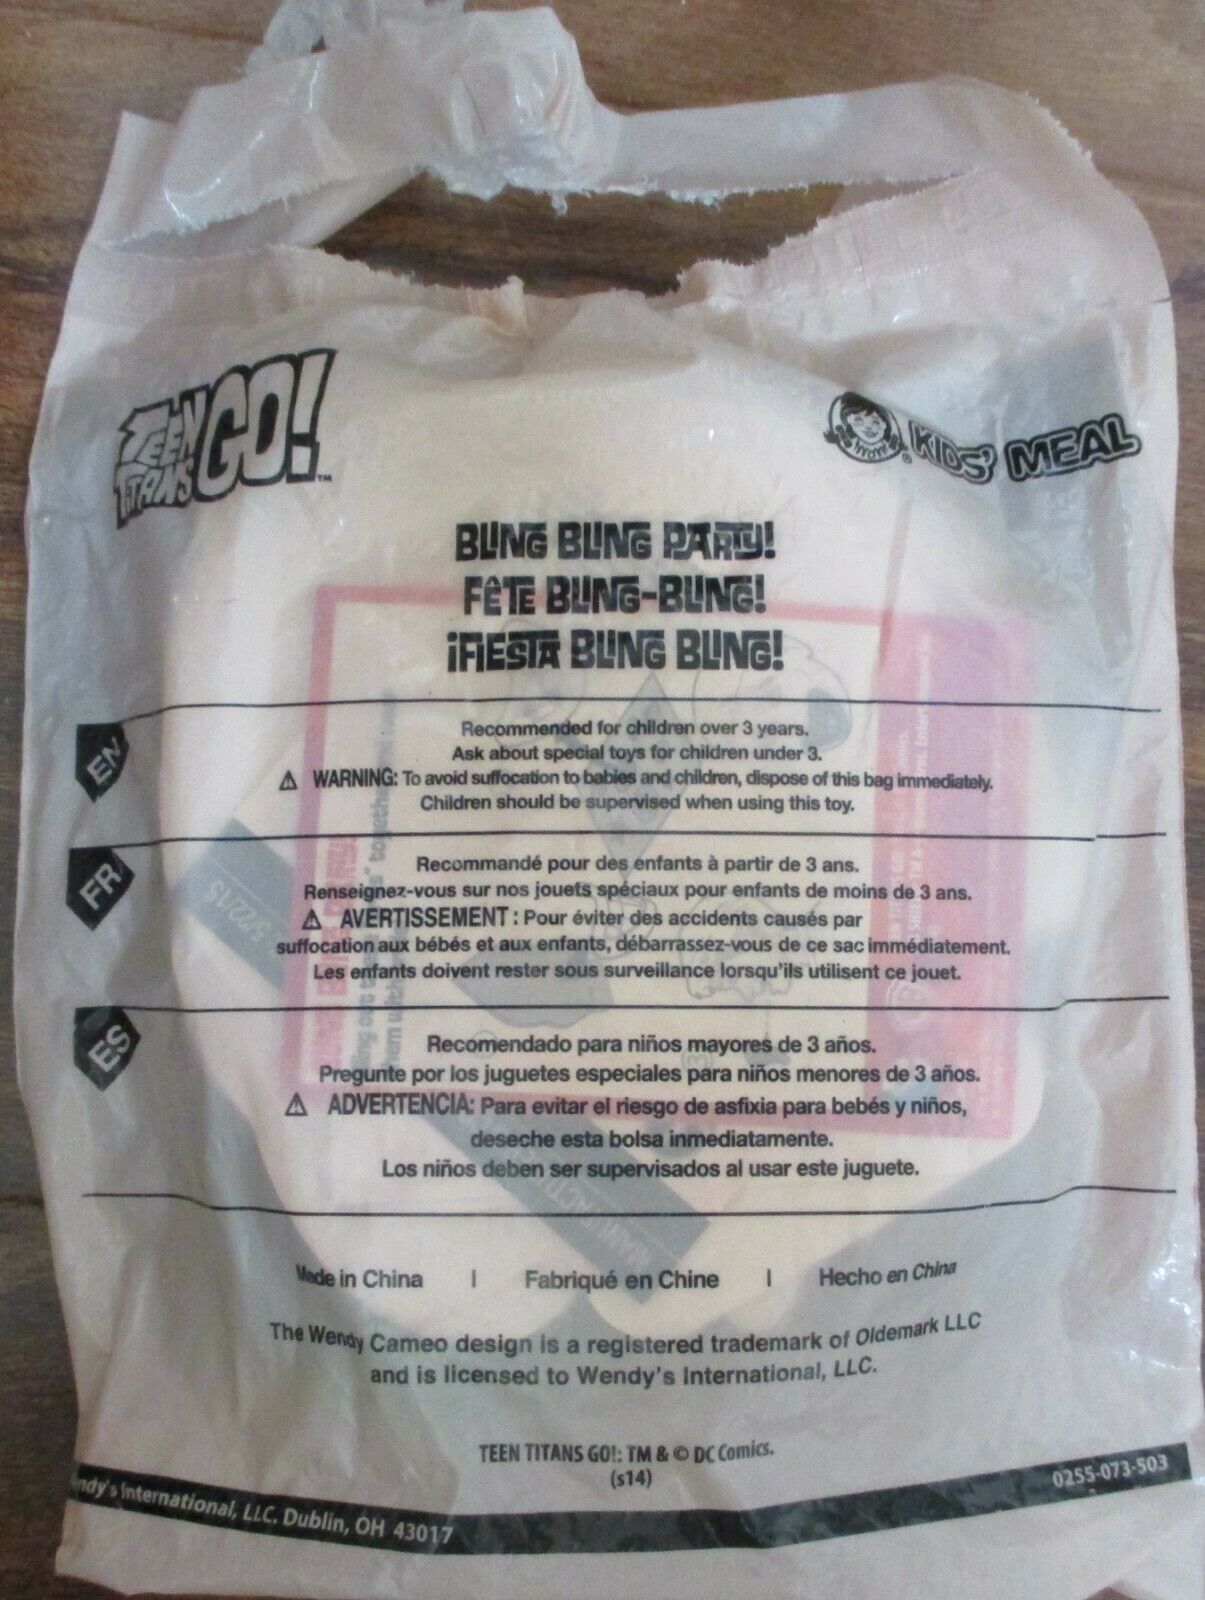 TEEN TITANS GO!™
Wendy's® KIDS' MEAL
BLING BLING PARTY!
FÊTE BLING-BLING!
¡FIESTA BLING BLING!
EN
Recommended for children over 3 years.
Ask about special toys for children under 3.
⚠ WARNING: To avoid suffocation to babies and children, dispose of this bag immediately.
Children should be supervised when using this toy.
FR
Recommandé pour des enfants à partir de 3 ans.
Renseignez-vous sur nos jouets spéciaux pour enfants de moins de 3 ans.
⚠ AVERTISSEMENT : Pour éviter des accidents causés par
suffocation aux bébés et aux enfants, débarrassez-vous de ce sac immédiatement.
Les enfants doivent rester sous surveillance lorsqu'ils utilisent ce jouet.
ES
Recomendado para niños mayores de 3 años.
Pregunte por los juguetes especiales para niños menores de 3 años.
⚠ ADVERTENCIA: Para evitar el riesgo de asfixia para bebés y niños,
deseche esta bolsa inmediatamente.
Los niños deben ser supervisados al usar este juguete.
Made in China | Fabriqué en Chine | Hecho en China
The Wendy Cameo design is a registered trademark of Oldemark LLC
and is licensed to Wendy's International, LLC.
TEEN TITANS GO!: TM & © DC Comics.
(s14)
0255-073-503
International, LLC. Dublin, OH 43017